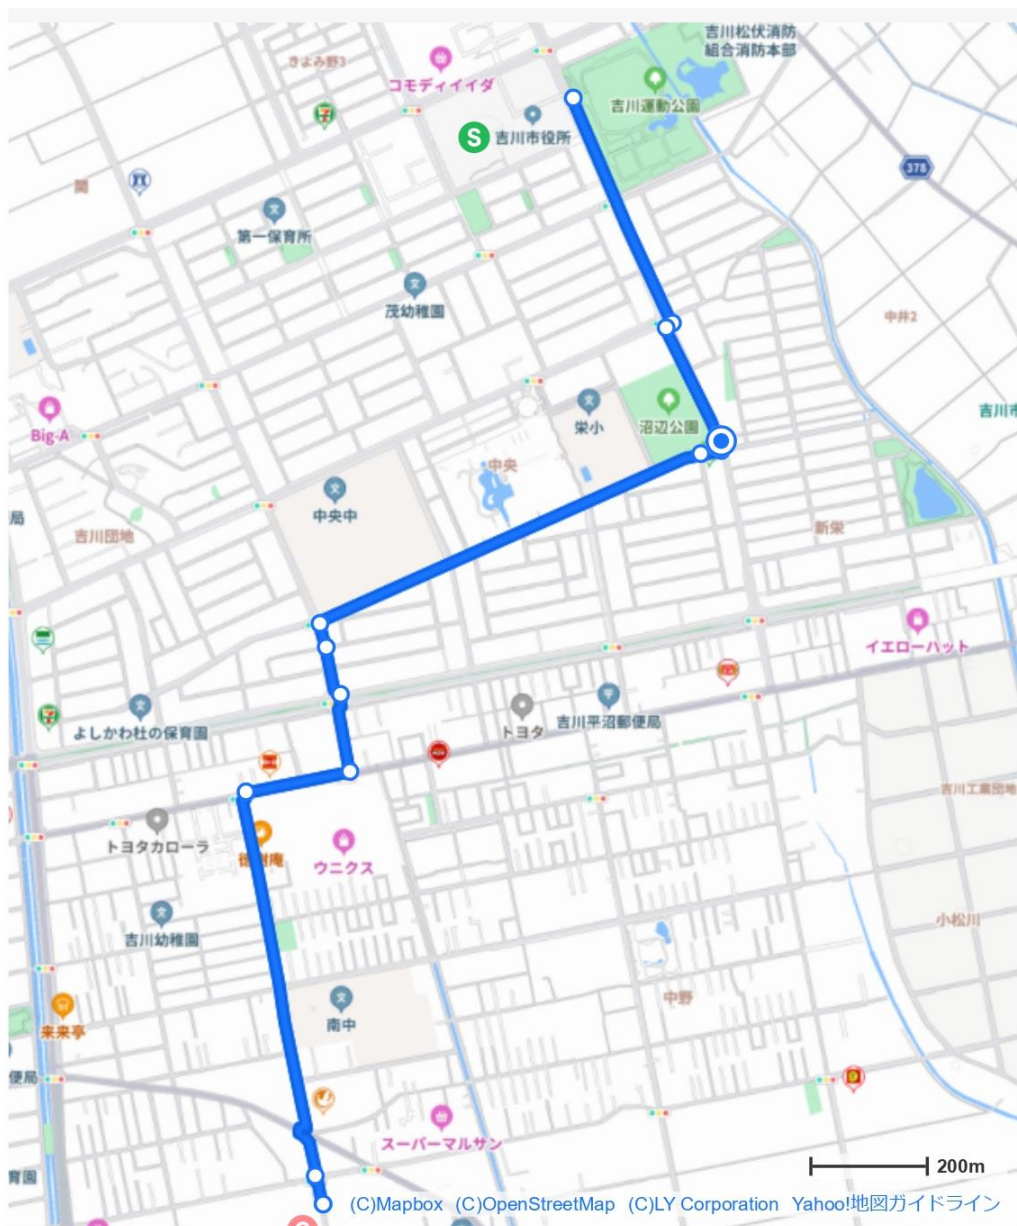 吉川松伏消防
組合消防本部
きよみ野3
コモディイイダ
吉川運動公園
S
吉川市役所
378
関
第一保育所
茂幼稚園
中井2
Big-A
栄小
沼辺公園
吉川市
中央
局
中央中
吉川団地
新栄
イエローハット
よしかわ杜の保育園
トヨタ
吉川平沼郵便局
吉川工業団地
トヨタカローラ
ウニクス
吉川幼稚園
小松川
中野
南中
来来亭
便局
スーパーマルサン
育園
200m
(C)Mapbox (C)OpenStreetMap (C)LY Corporation Yahoo!地図ガイドライン